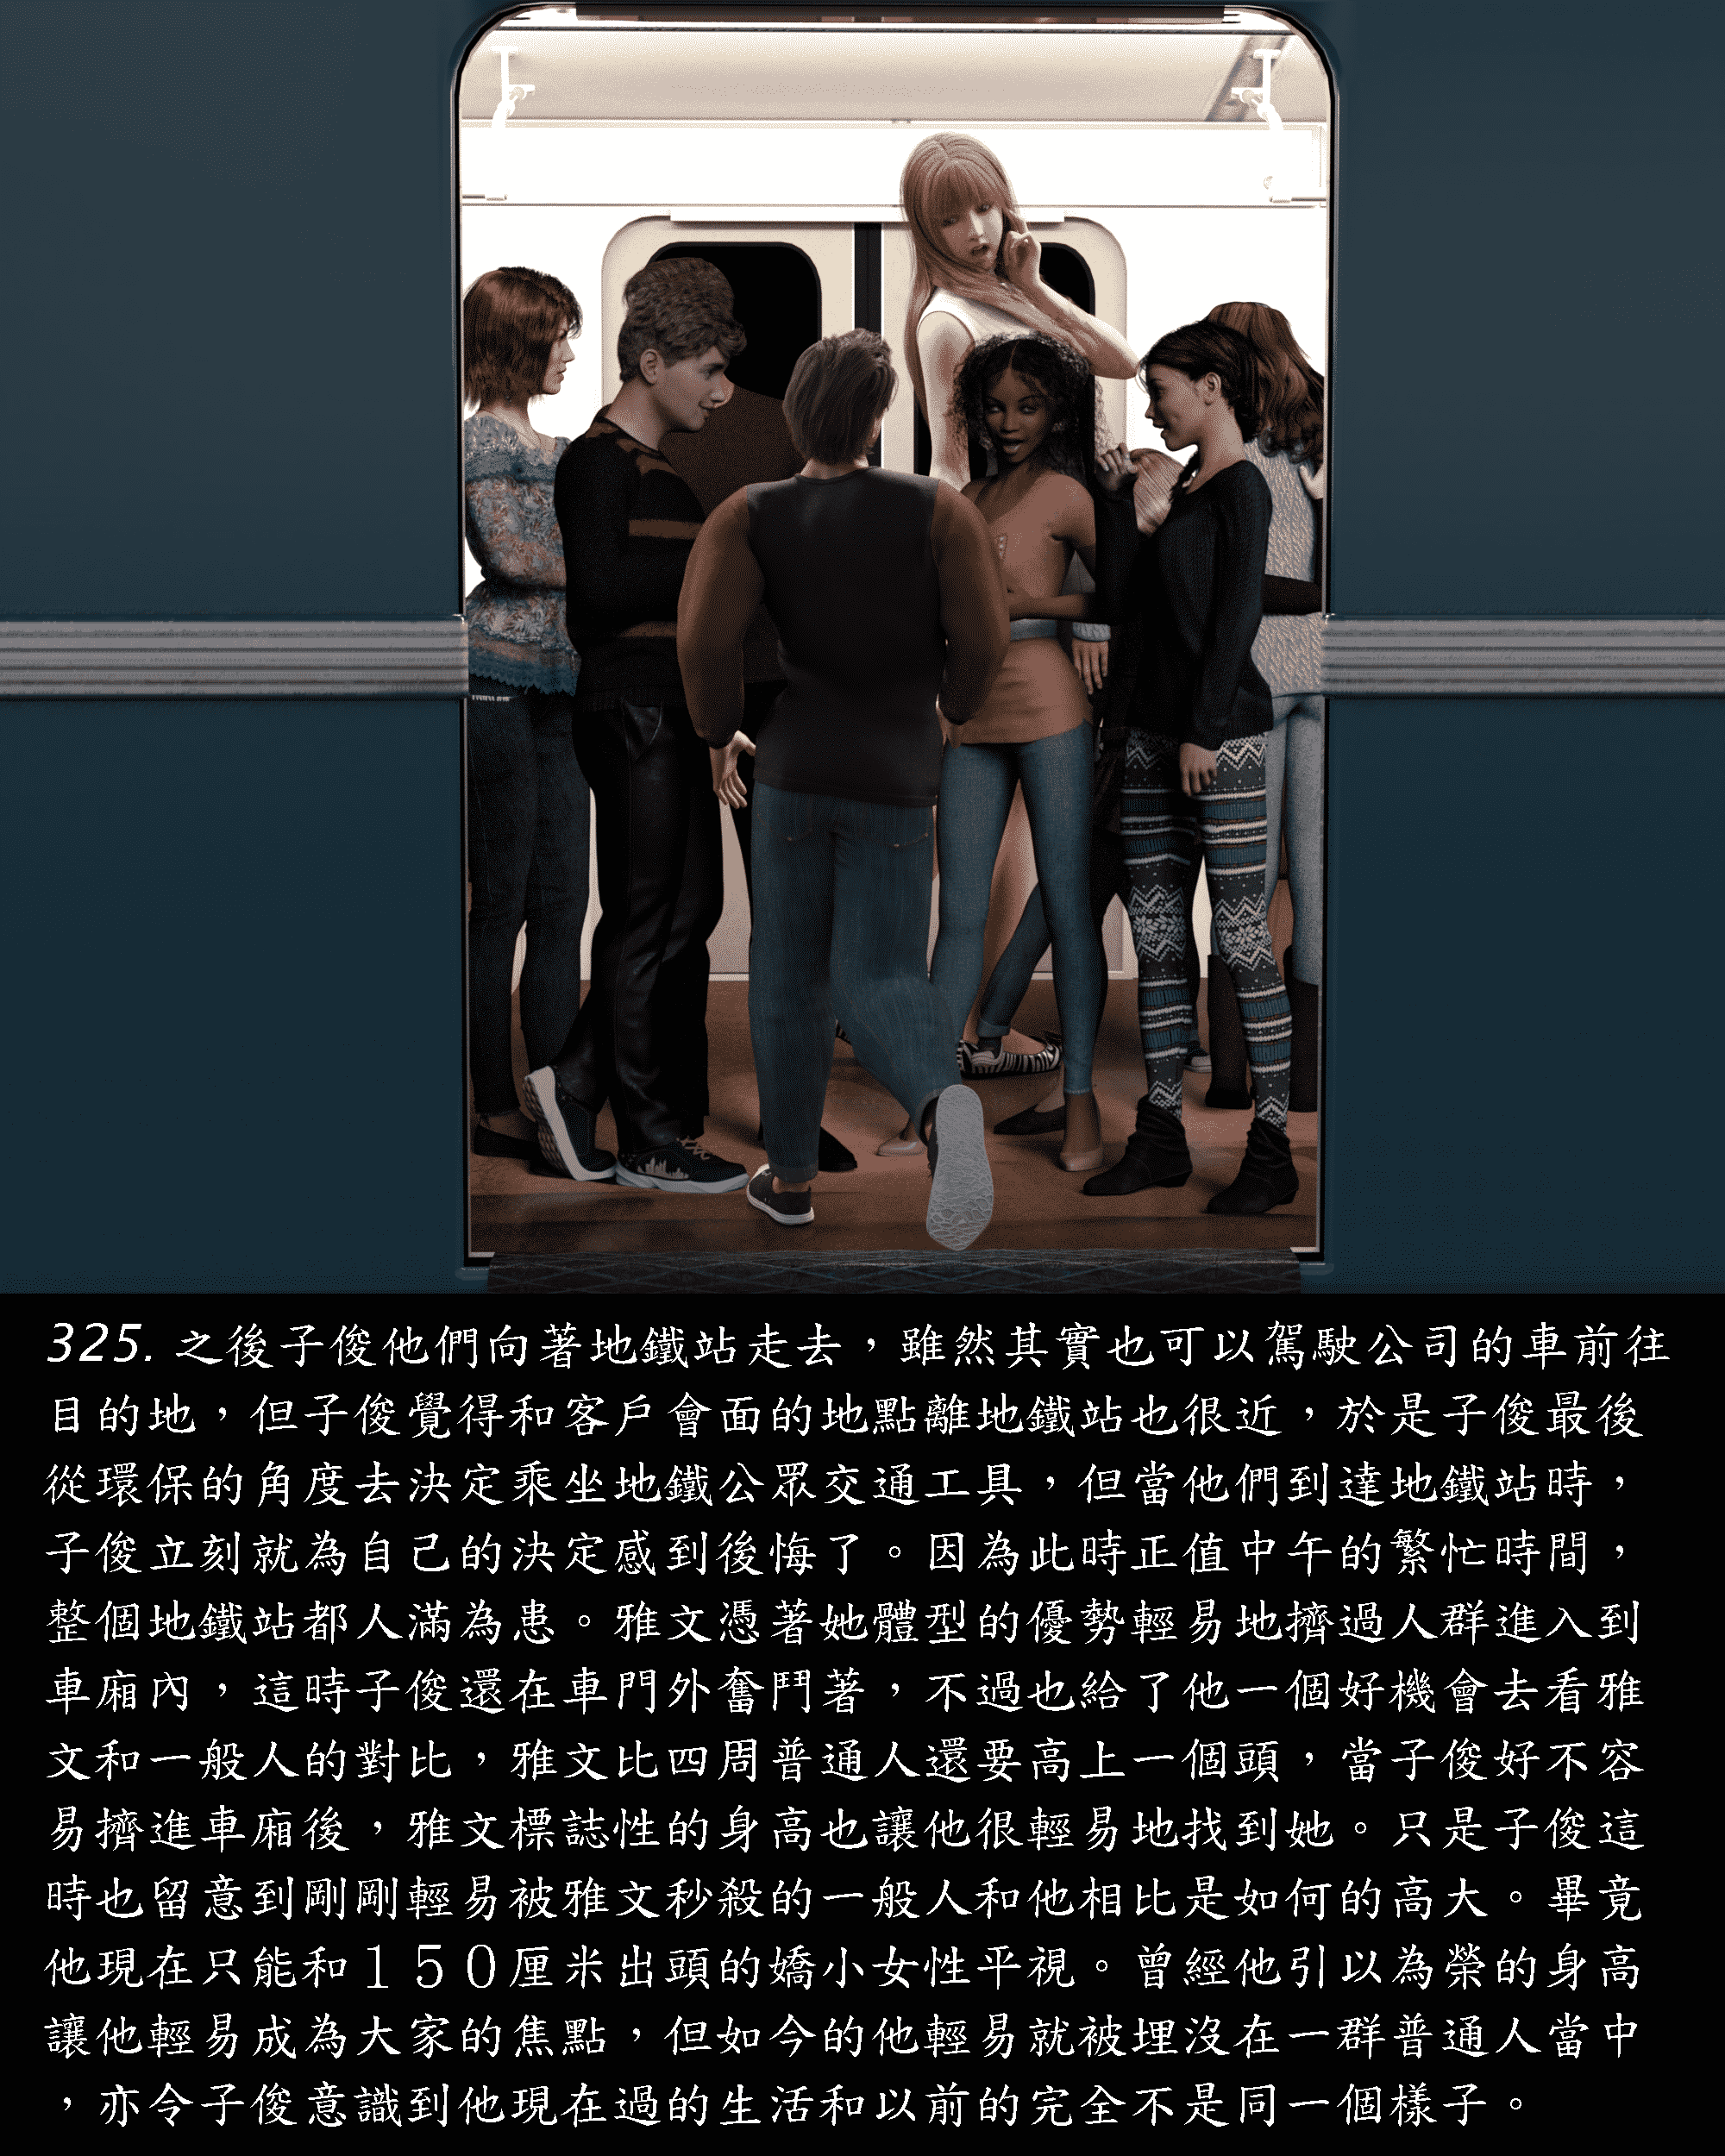 325. 之後子俊他們向著地鐵站走去，雖然其實也可以駕駛公司的車前往
目的地，但子俊覺得和客戶會面的地點離地鐵站也很近，於是子俊最後
從環保的角度去決定乘坐地鐵公眾交通工具，但當他們到達地鐵站時，
子俊立刻就為自己的決定感到後悔了。因為此時正值中午的繁忙時間，
整個地鐵站都人滿為患。雅文憑著她體型的優勢輕易地擠過人群進入到
車廂內，這時子俊還在車門外奮鬥著，不過也給了他一個好機會去看雅
文和一般人的對比，雅文比四周普通人還要高上一個頭，當子俊好不容
易擠進車廂後，雅文標誌性的身高也讓他很輕易地找到她。只是子俊這
時也留意到剛剛輕易被雅文秒殺的一般人和他相比是如何的高大。畢竟
他現在只能和１５０厘米出頭的嬌小女性平視。曾經他引以為榮的身高
讓他輕易成為大家的焦點，但如今的他輕易就被埋沒在一群普通人當中
，亦令子俊意識到他現在過的生活和以前的完全不是同一個樣子。